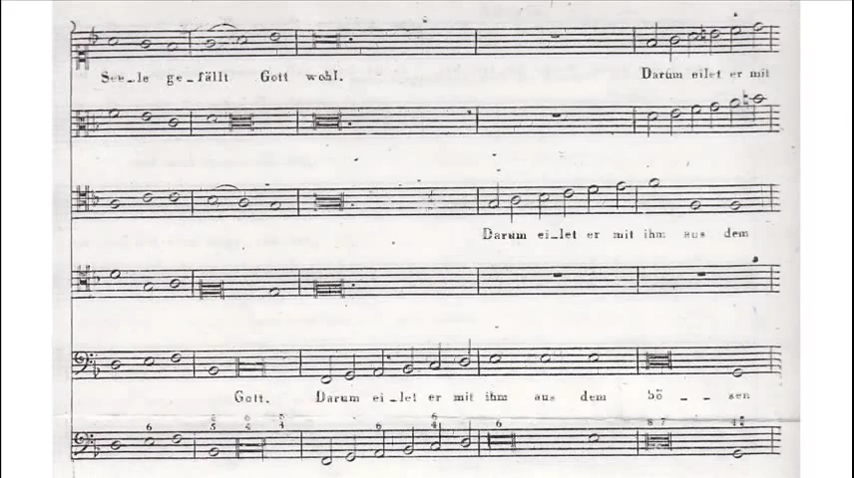 See_le ge_fällt Gott wohl. Darum eilet er mit
Darum ei_let er mit ihm aus dem
Gott. Darum ei_let er mit ihm aus dem bö _ _ sen